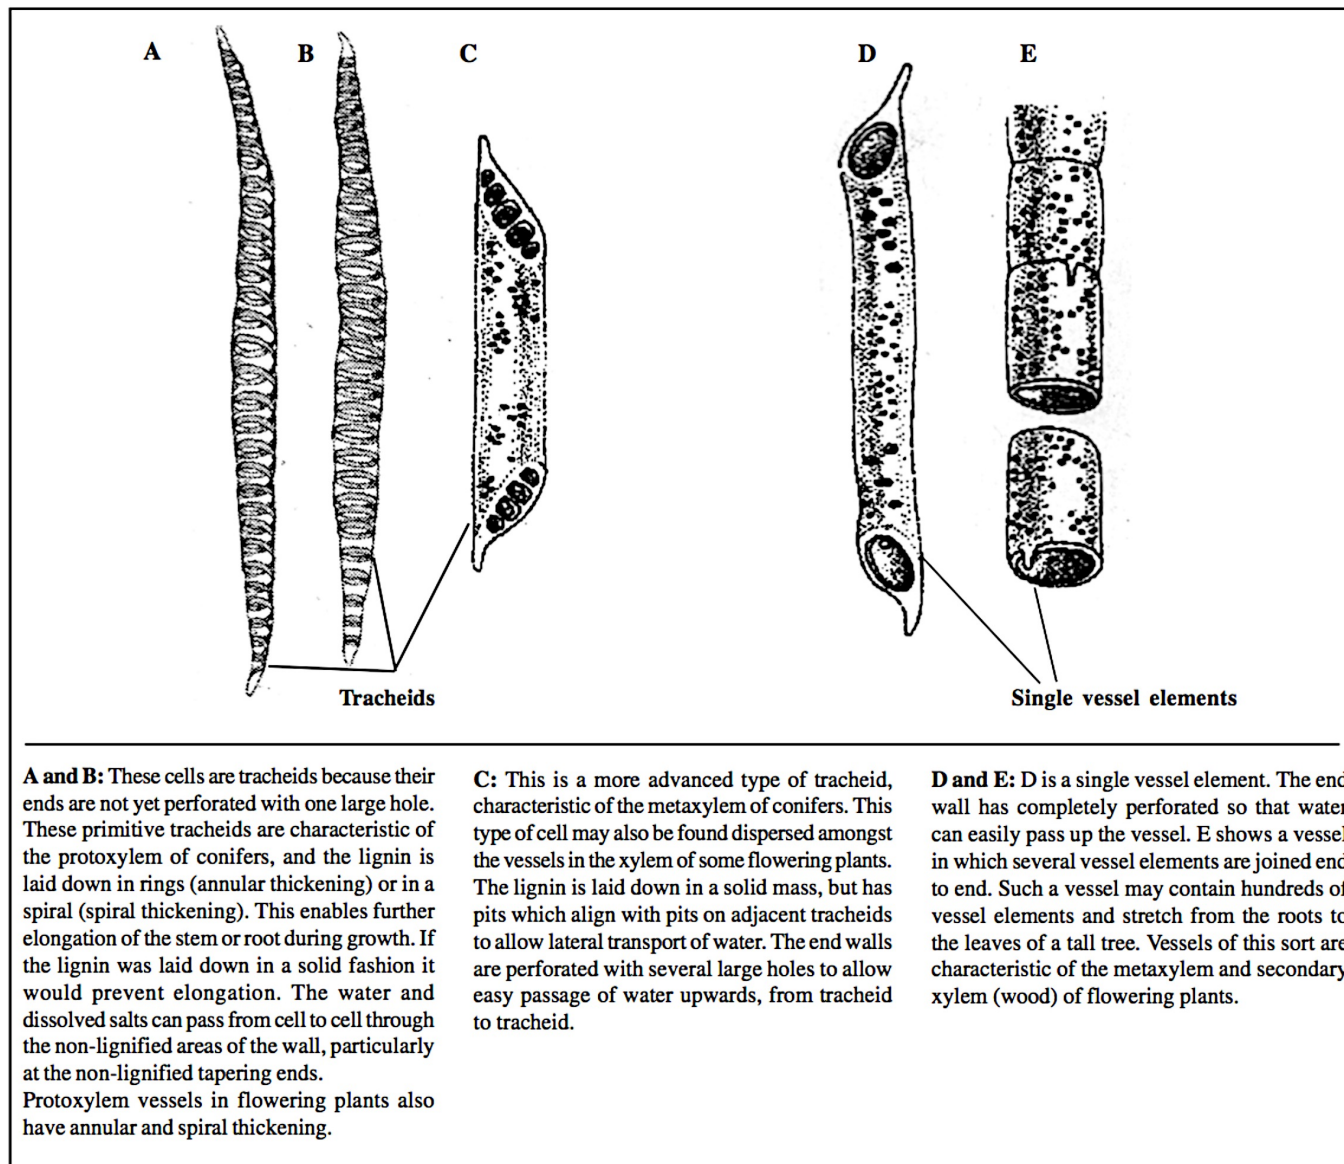 A B C D E
Tracheids
Single vessel elements
A and B: These cells are tracheids because their
ends are not yet perforated with one large hole.
These primitive tracheids are characteristic of
the protoxylem of conifers, and the lignin is
laid down in rings (annular thickening) or in a
spiral (spiral thickening). This enables further
elongation of the stem or root during growth. If
the lignin was laid down in a solid fashion it
would prevent elongation. The water and
dissolved salts can pass from cell to cell through
the non-lignified areas of the wall, particularly
at the non-lignified tapering ends.
Protoxylem vessels in flowering plants also
have annular and spiral thickening.
C: This is a more advanced type of tracheid,
characteristic of the metaxylem of conifers. This
type of cell may also be found dispersed amongst
the vessels in the xylem of some flowering plants.
The lignin is laid down in a solid mass, but has
pits which align with pits on adjacent tracheids
to allow lateral transport of water. The end walls
are perforated with several large holes to allow
easy passage of water upwards, from tracheid
to tracheid.
D and E: D is a single vessel element. The end
wall has completely perforated so that water
can easily pass up the vessel. E shows a vessel
in which several vessel elements are joined end
to end. Such a vessel may contain hundreds of
vessel elements and stretch from the roots to
the leaves of a tall tree. Vessels of this sort are
characteristic of the metaxylem and secondary
xylem (wood) of flowering plants.